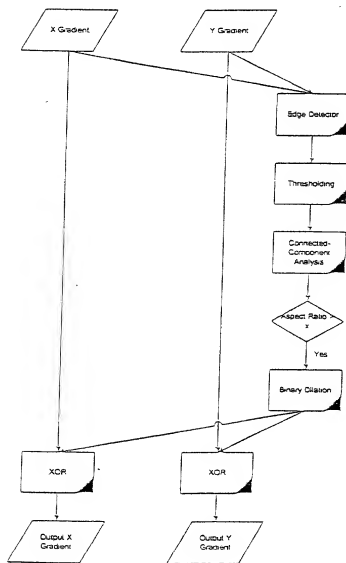 X Gradient
Y Gradient
Edge Detector
Thresholding
Connected-
Component
Analysis
Aspect Ratio >
x
Yes
Binary Dilation
XOR
XOR
Output X
Gradient
Output Y
Gradient